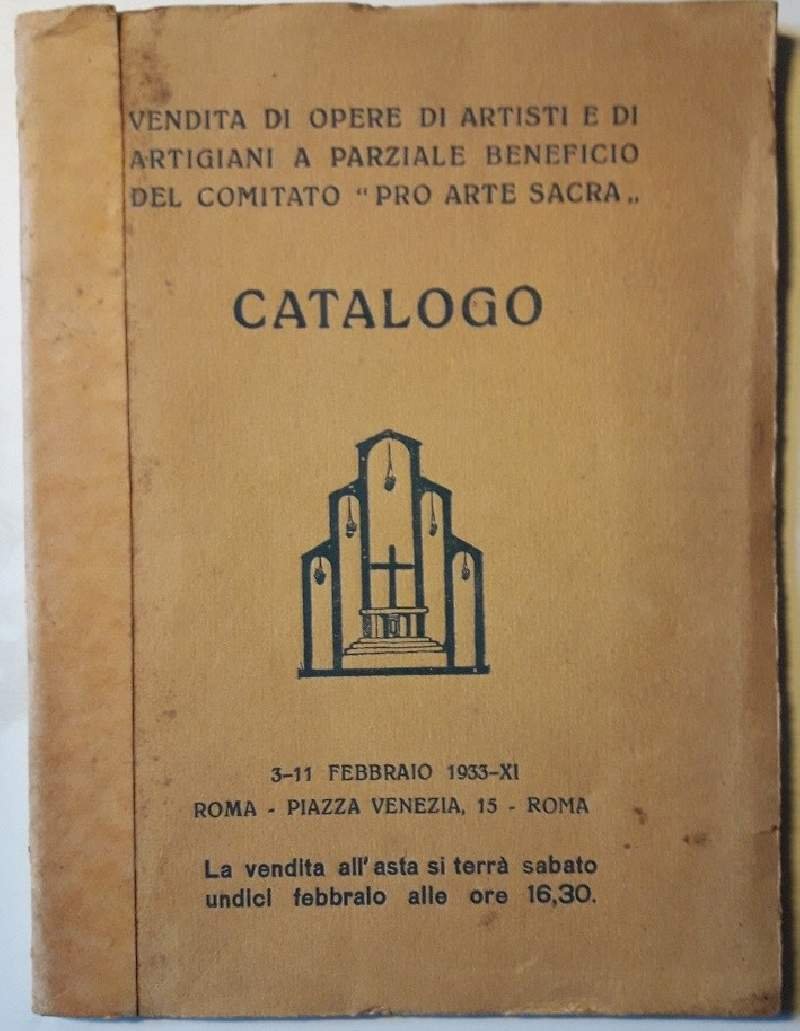 VENDITA DI OPERE DI ARTISTI E DI
ARTIGIANI A PARZIALE BENEFICIO
DEL COMITATO “ PRO ARTE SACRA „
CATALOGO
3-11 FEBBRAIO 1933-XI
ROMA - PIAZZA VENEZIA, 15 - ROMA
La vendita all'asta si terrà sabato
undici febbraio alle ore 16,30.